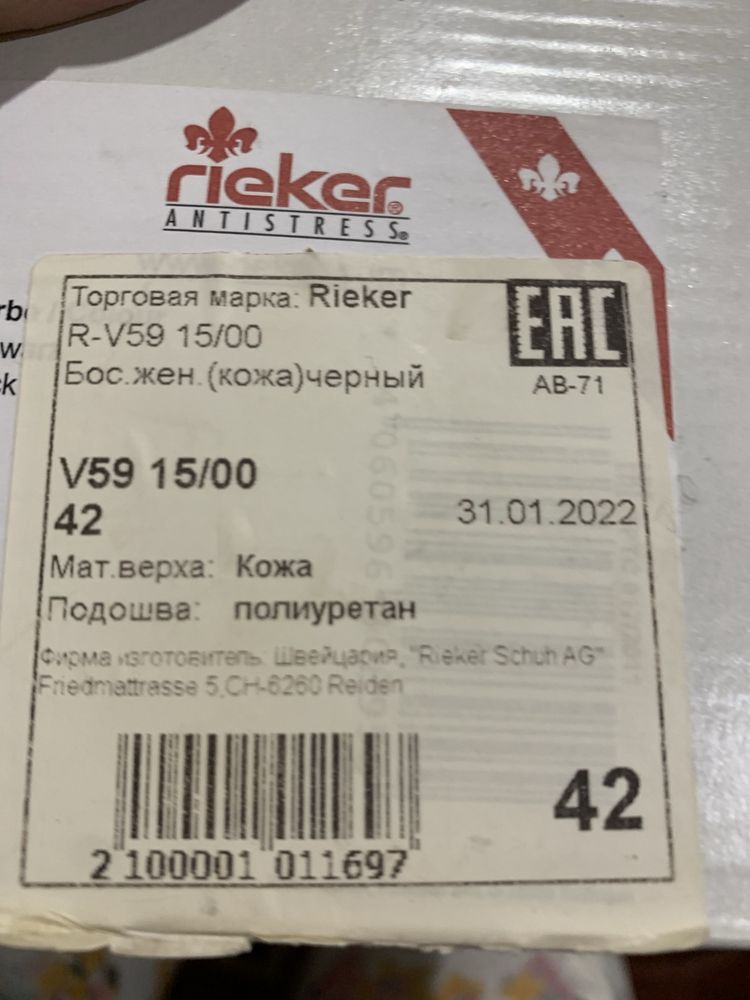 rieker®
ANTISTRESS®
Торговая марка: Rieker
R-V59 15/00
Бос.жен.(кожа)черный
EAC
АВ-71
V59 15/00
42
31.01.2022
Мат.верха: Кожа
Подошва: полиуретан
Фирма изготовитель: Швейцария, "Rieker Schuh AG"
Friedmattrasse 5,CH-6260 Reiden
42
2 100001 011697